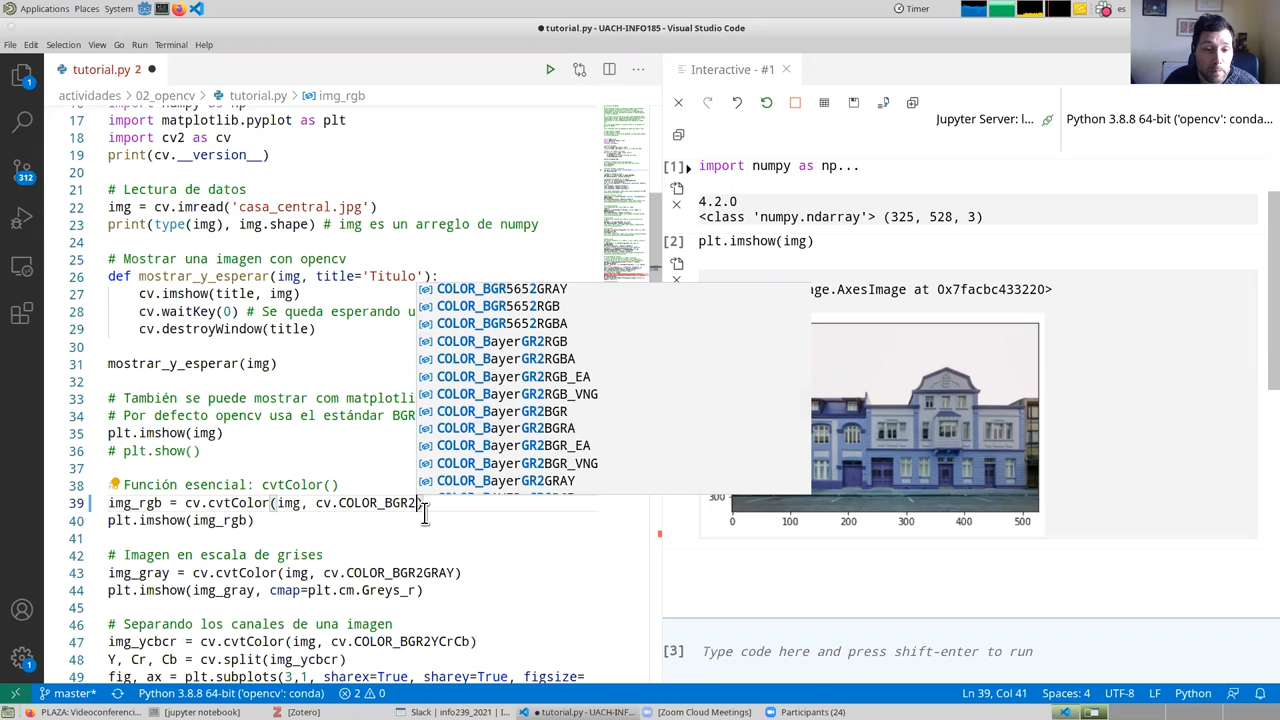 Applications Places System
Timer
es
tutorial.py - UACH-INFO185 - Visual Studio Code
File Edit Selection View Go Run Terminal Help
tutorial.py 2
Interactive - #1
actividades > 02_opencv > tutorial.py > img_rgb
Jupyter Server: l... Python 3.8.8 64-bit ('opencv': conda...
16 import numpy as np
17 import matplotlib.pyplot as plt
18 import cv2 as cv
19 print(cv.__version__)
20
21 # Lectura de datos
22 img = cv.imread('casa_central.jpg')
23 print(type(img), img.shape) # img es un arreglo de numpy
24
25 # Mostrar una imagen con opencv
26 def mostrar_y_esperar(img, title='Titulo'):
27 cv.imshow(title, img)
28 cv.waitKey(0) # Se queda esperando u
29 cv.destroyWindow(title)
30
31 mostrar_y_esperar(img)
32
33 # También se puede mostrar com matplotli
34 # Por defecto opencv usa el estándar BGR
35 plt.imshow(img)
36 # plt.show()
37
38 # Función esencial: cvtColor()
39 img_rgb = cv.cvtColor(img, cv.COLOR_BGR2)
40 plt.imshow(img_rgb)
41
42 # Imagen en escala de grises
43 img_gray = cv.cvtColor(img, cv.COLOR_BGR2GRAY)
44 plt.imshow(img_gray, cmap=plt.cm.Greys_r)
45
46 # Separando los canales de una imagen
47 img_ycbcr = cv.cvtColor(img, cv.COLOR_BGR2YCrCb)
48 Y, Cr, Cb = cv.split(img_ycbcr)
49 fig, ax = plt.subplots(3,1, sharex=True, sharey=True, figsize=
COLOR_BGR5652GRAY
COLOR_BGR5652RGB
COLOR_BGR5652RGBA
COLOR_BayerGR2RGB
COLOR_BayerGR2RGBA
COLOR_BayerGR2RGB_EA
COLOR_BayerGR2RGB_VNG
COLOR_BayerGR2BGR
COLOR_BayerGR2BGRA
COLOR_BayerGR2BGR_EA
COLOR_BayerGR2BGR_VNG
COLOR_BayerGR2GRAY
1
312
1
[1] import numpy as np...
4.2.0
<class 'numpy.ndarray'> (325, 528, 3)
[2] plt.imshow(img)
age.AxesImage at 0x7facbc433220>
300
0 100 200 300 400 500
[3] Type code here and press shift-enter to run
master* Python 3.8.8 64-bit ('opencv': conda) 2 0
Ln 39, Col 41 Spaces: 4 UTF-8 LF Python
PLAZA: Videoconferenci... [jupyter notebook] [Zotero] Slack | info239_2021 | I... tutorial.py - UACH-INF... [Zoom Cloud Meetings] Participants (24)